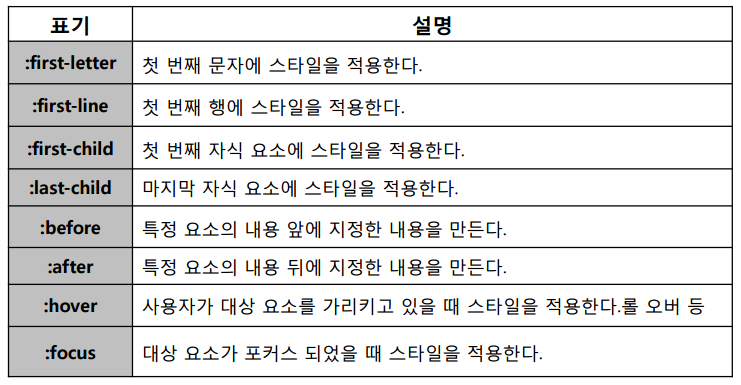 표기 설명
:first-letter 첫 번째 문자에 스타일을 적용한다.
:first-line 첫 번째 행에 스타일을 적용한다.
:first-child 첫 번째 자식 요소에 스타일을 적용한다.
:last-child 마지막 자식 요소에 스타일을 적용한다.
:before 특정 요소의 내용 앞에 지정한 내용을 만든다.
:after 특정 요소의 내용 뒤에 지정한 내용을 만든다.
:hover 사용자가 대상 요소를 가리키고 있을 때 스타일을 적용한다.롤 오버 등
:focus 대상 요소가 포커스 되었을 때 스타일을 적용한다.